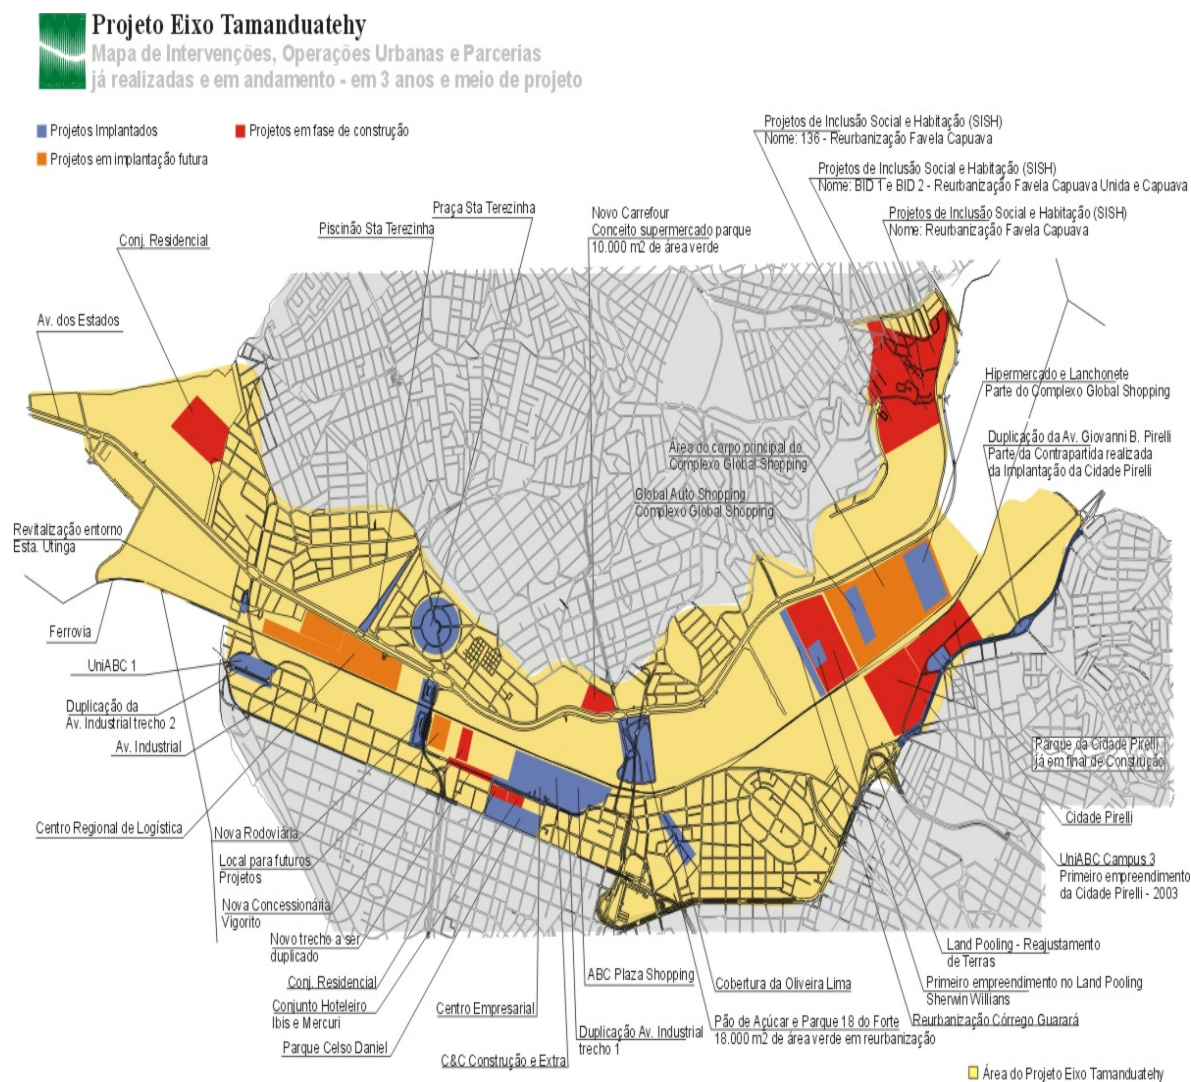 Projeto Eixo Tamanduatehy
Mapa de Intervenções, Operações Urbanas e Parcerias
já realizadas e em andamento - em 3 anos e meio de projeto
Projetos Implantados
Projetos em fase de construção
Projetos em implantação futura
Projetos de Inclusão Social e Habitação (SISH)
Nome: 136 - Reurbanização Favela Capuava
Projetos de Inclusão Social e Habitação (SISH)
Nome: BID 1 e BID 2 - Reurbanização Favela Capuava Unida e Capuava
Projetos de Inclusão Social e Habitação (SISH)
Nome: Reurbanização Favela Capuava
Praça Sta Terezinha
Piscinão Sta Terezinha
Novo Carrefour
Conceito supermercado parque
10.000 m2 de área verde
Conj. Residencial
Av. dos Estados
Hipermercado e Lanchonete
Parte do Complexo Global Shopping
Área do corpo principal do
Complexo Global Shopping
Duplicação da Av. Giovanni B. Pirelli
Parte da Contrapartida realizada
da Implantação da Cidade Pirelli
Global Auto Shopping
Complexo Global Shopping
Revitalização entorno
Esta. Utinga
Ferrovia
UniABC 1
Duplicação da
Av. Industrial trecho 2
Av. Industrial
Parque da Cidade Pirelli
já em final de Construção
Cidade Pirelli
Centro Regional de Logística
Nova Rodoviária
Local para futuros
Projetos
UniABC Campus 3
Primeiro empreendimento
da Cidade Pirelli - 2003
Nova Concessionária
Vigorito
Novo trecho a ser
duplicado
Conj. Residencial
Conjunto Hoteleiro
Ibis e Mercuri
Parque Celso Daniel
Centro Empresarial
C&C Construção e Extra
ABC Plaza Shopping
Duplicação Av. Industrial
trecho 1
Cobertura da Oliveira Lima
Pão de Açúcar e Parque 18 do Forte
18.000 m2 de área verde em reurbanização
Land Pooling - Reajustamento
de Terras
Primeiro empreendimento no Land Pooling
Sherwin Willians
Reurbanização Córrego Guarará
Área do Projeto Eixo Tamanduatehy